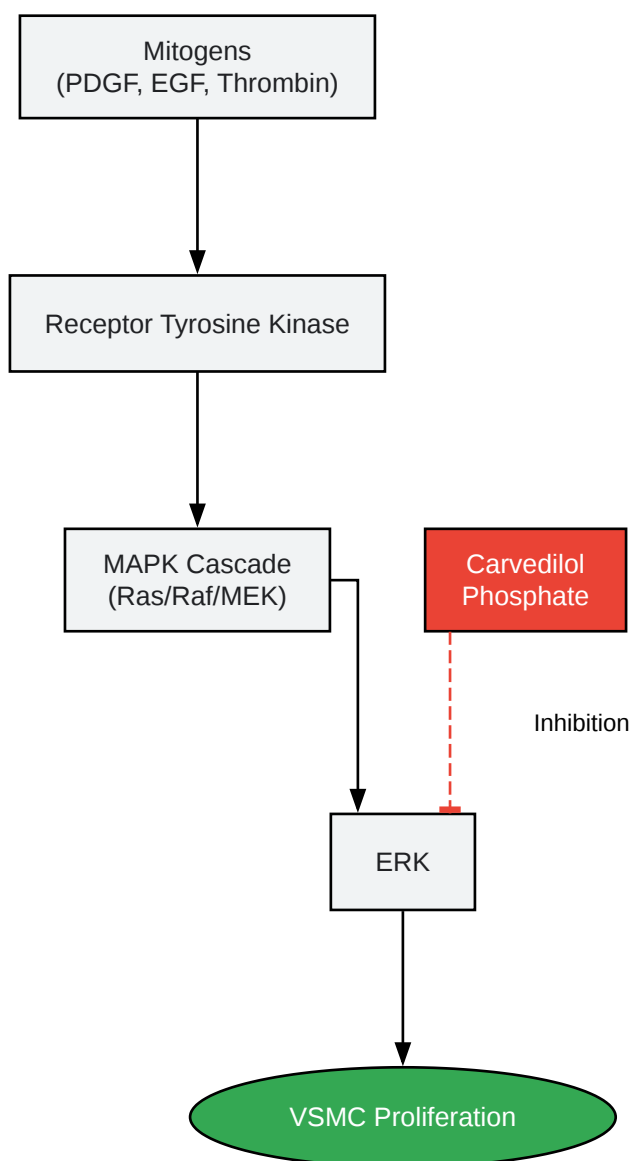 Mitogens
(PDGF, EGF, Thrombin)
Receptor Tyrosine Kinase
MAPK Cascade
(Ras/Raf/MEK)
Carvedilol
Phosphate
Inhibition
ERK
VSMC Proliferation